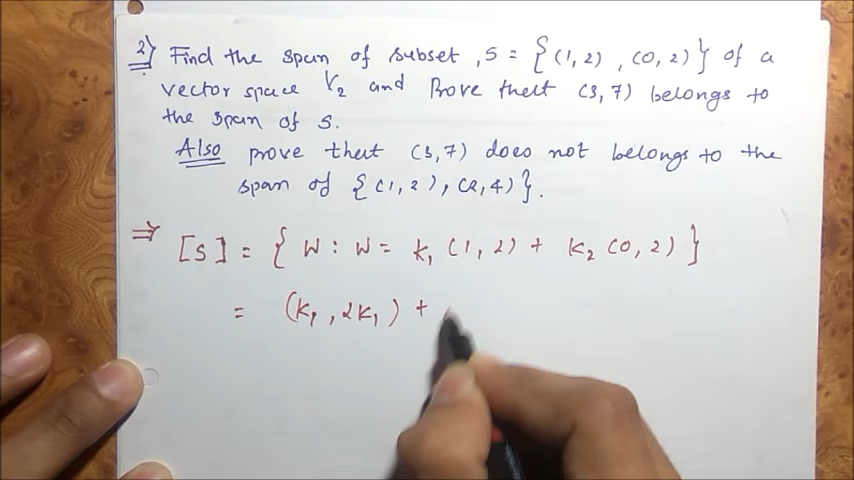 2) Find the span of subset, S = {(1,2), (0,2)} of a
vector space V₂ and Prove that (3,7) belongs to
the span of S.
Also prove that (3,7) does not belongs to the
span of {(1,2), (2,4)}.
⇒ [S] = { W : W = k₁ (1,2) + k₂ (0,2) }
= (k₁, 2k₁) +